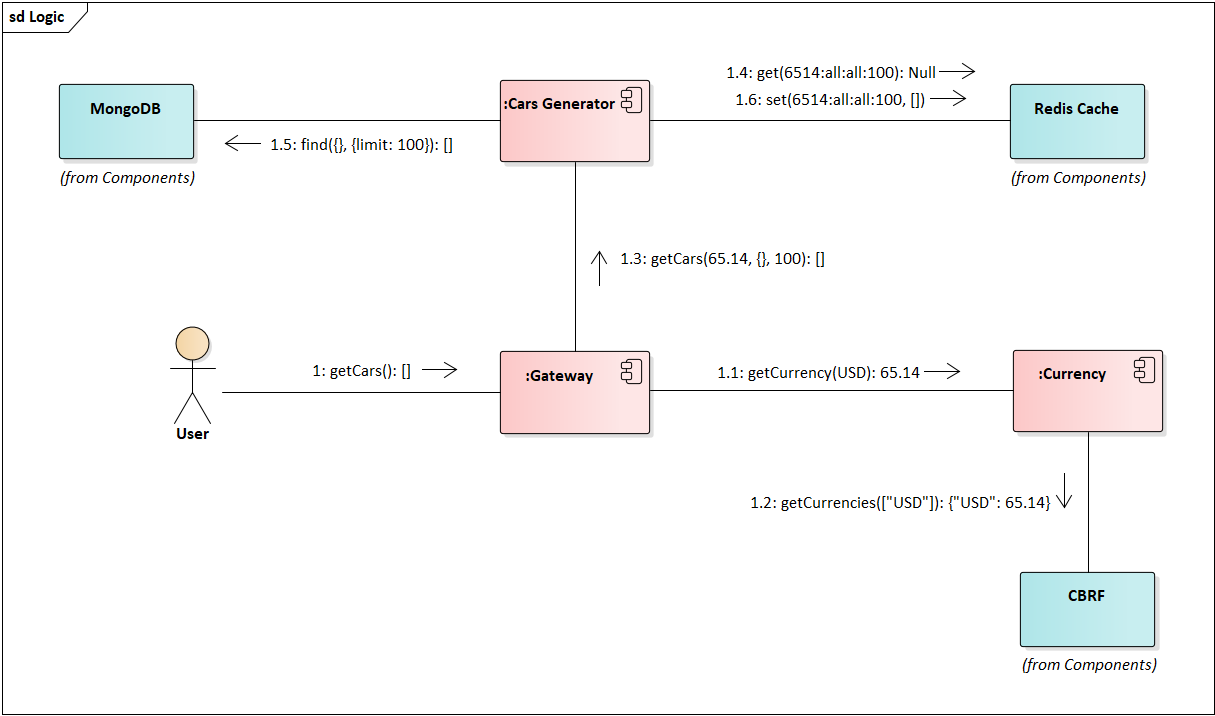 sd Logic
1.4: get(6514:all:all:100): Null
1.6: set(6514:all:all:100, [])
MongoDB
:Cars Generator
Redis Cache
1.5: find({}, {limit: 100}): []
(from Components)
(from Components)
1.3: getCars(65.14, {}, 100): []
1: getCars(): []
:Gateway
1.1: getCurrency(USD): 65.14
:Currency
User
1.2: getCurrencies(["USD"]): {"USD": 65.14}
CBRF
(from Components)